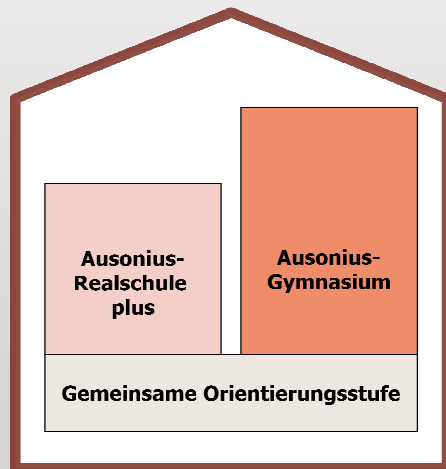 Ausonius-
Realschule
plus
Ausonius-
Gymnasium
Gemeinsame Orientierungsstufe